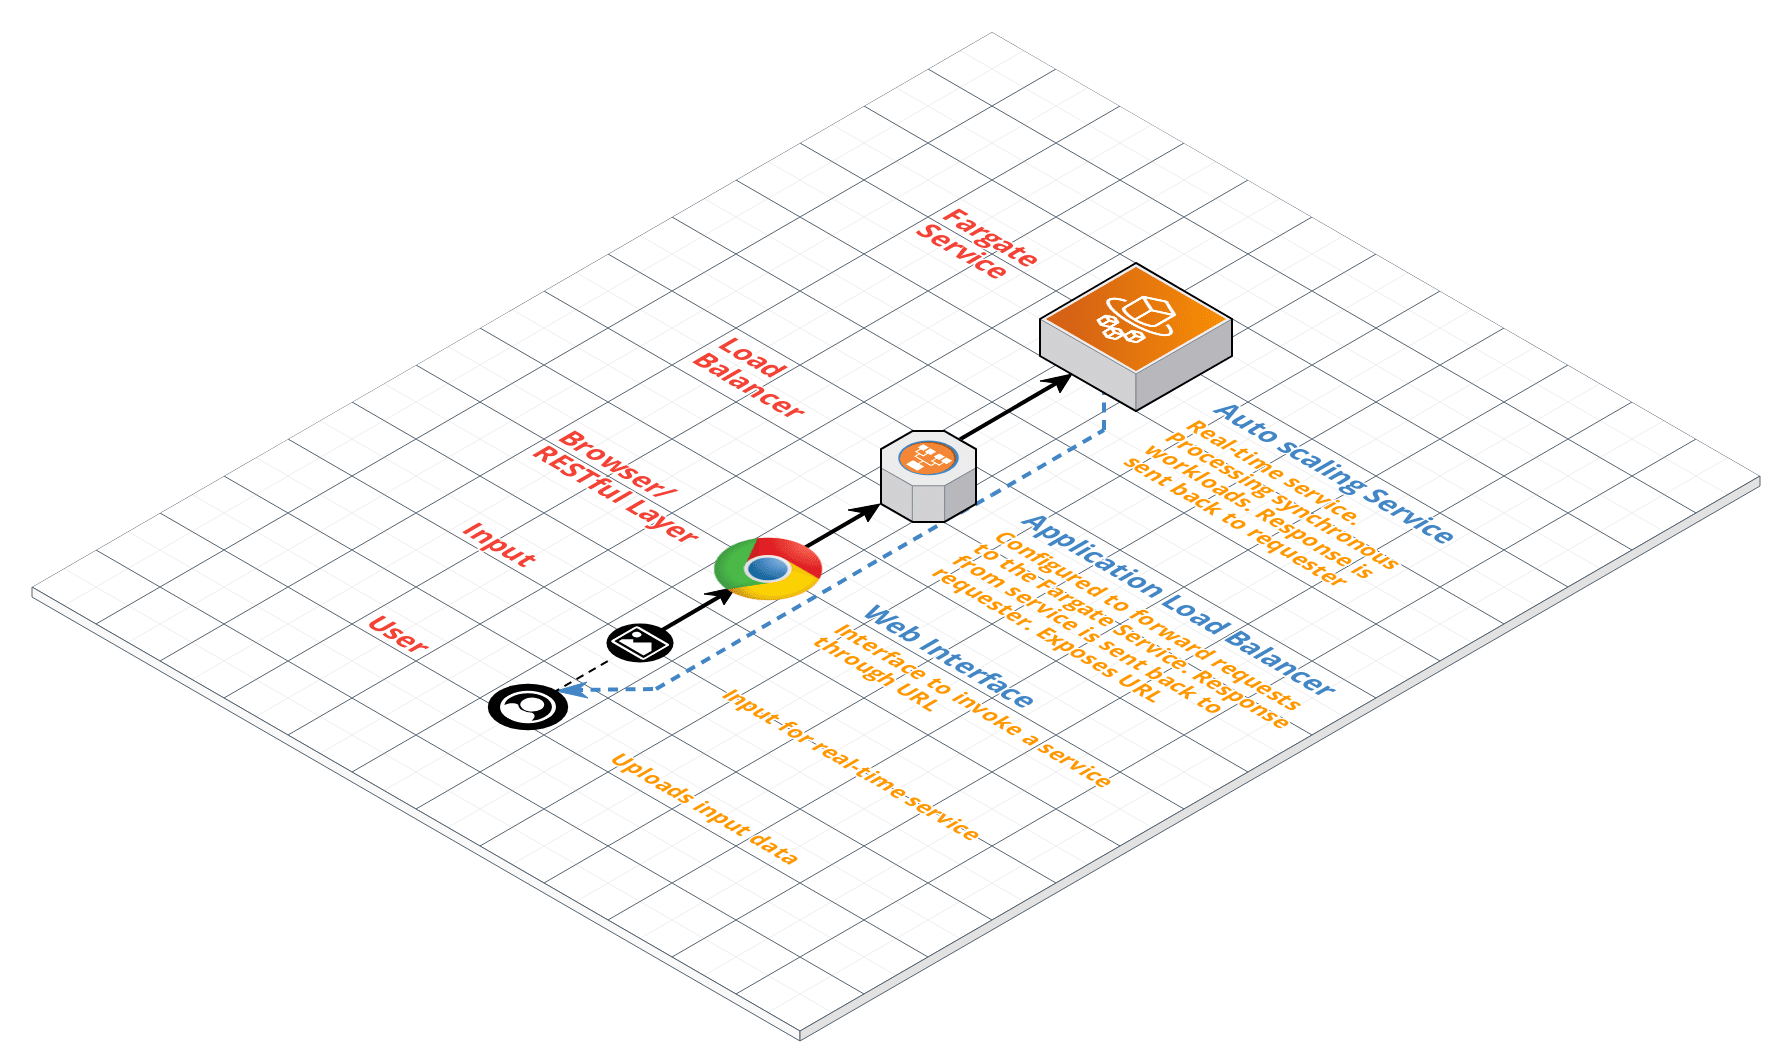 Fargate
Service
Load
Balancer
Browser/
RESTful Layer
Input
User
Auto scaling Service
Real-time service.
Processing synchronous
workloads. Response is
sent back to requester
Application Load Balancer
Configured to forward requests
to the Fargate Service. Response
from service is sent back to
requester. Exposes URL
Web Interface
Interface to invoke a service
through URL
Input for real-time service
Uploads input data